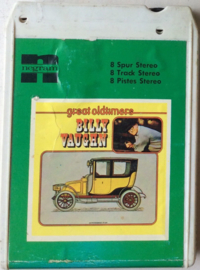 8 Spur Stereo
8 Track Stereo
8 Pistes Stereo
great oldtimers
BILLY
VAUGHN